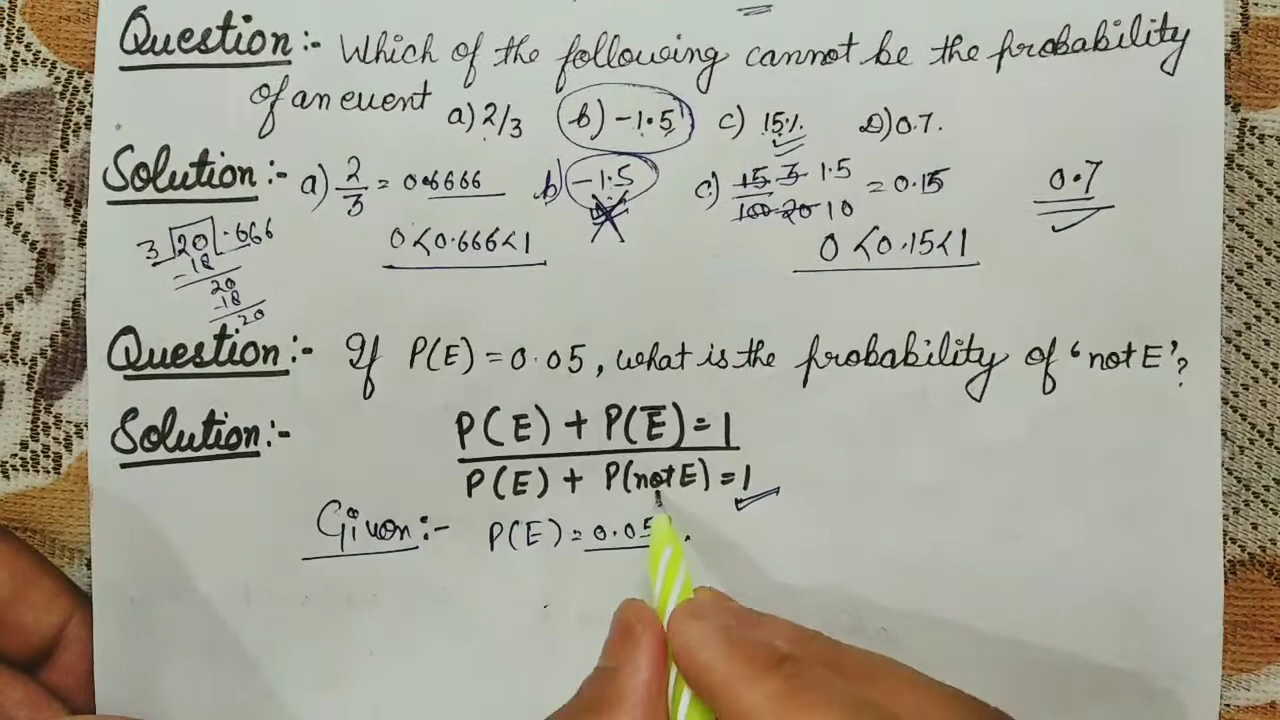 Question:- Which of the following cannot be the probability
of an event a) 2/3 b) -1.5 c) 15% D) 0.7.
Solution:- a) 2/3 = 0.6666 b) -1.5 c) 15/100 3/20 1.5/10 = 0.15 0.7
3 20 .666
0<0.666<1
0<0.15<1
-18
20
-18
20
Question:- If P(E) = 0.05, what is the probability of 'not E'?
Solution:- P(E) + P(E̅) = 1
P(E) + P(not E) = 1
Given:- P(E) = 0.05